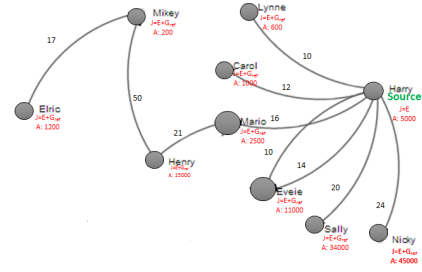 Lynne
J=E+Gref
A: 600
Mikey
J=E+Gref
A: 200
17
10
Carol
J=E+Gref
A: 1000
12
Harry
Source
J=E
A: 5000
50
Elric
J=E+Gref
A: 1200
Mario
J=E+Gref
A: 2500
16
21
10
14
Henry
A: 15000
Eveie
J=E+Gref
A: 11000
20
24
Sally
J=E+Gref
A: 34000
Nicky
J=E+Gref
A: 45000